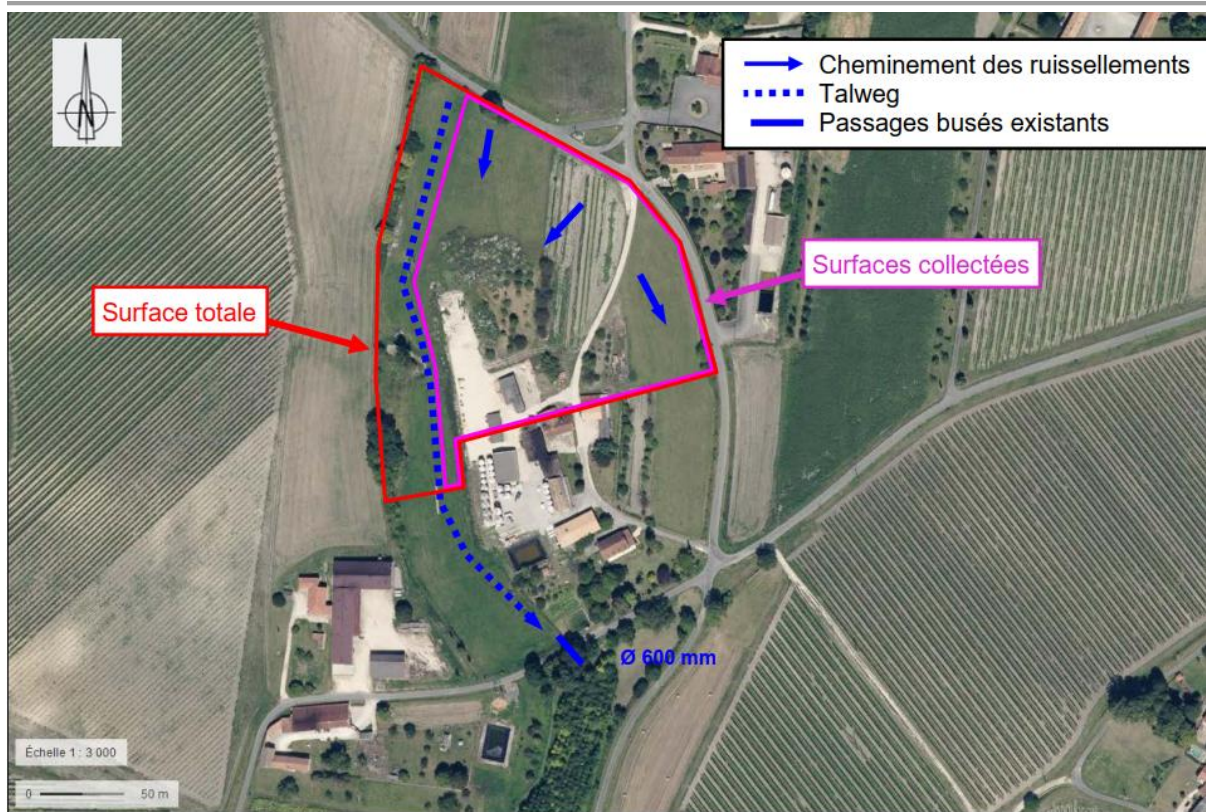 N
Cheminement des ruissellements
Talweg
Passages busés existants
Surfaces collectées
Surface totale
Ø 600 mm
Échelle 1 : 3 000
0 50 m